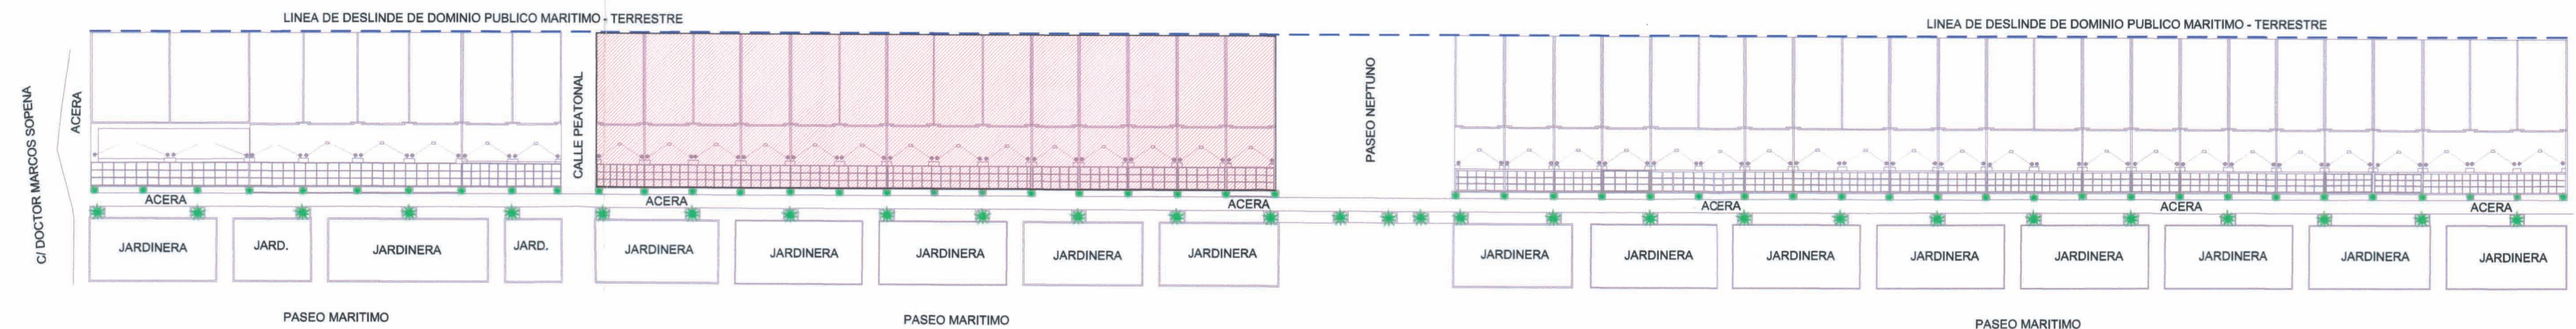 LINEA DE DESLINDE DE DOMINIO PUBLICO MARITIMO - TERRESTRE
LINEA DE DESLINDE DE DOMINIO PUBLICO MARITIMO - TERRESTRE
C/ DOCTOR MARCOS SOPENA
ACERA
CALLE PEATONAL
PASEO NEPTUNO
ACERA
ACERA
ACERA
ACERA
ACERA
ACERA
JARDINERA
JARD.
JARDINERA
JARD.
JARDINERA
JARDINERA
JARDINERA
JARDINERA
JARDINERA
JARDINERA
JARDINERA
JARDINERA
JARDINERA
JARDINERA
JARDINERA
JARDINERA
JARDINERA
PASEO MARITIMO
PASEO MARITIMO
PASEO MARITIMO